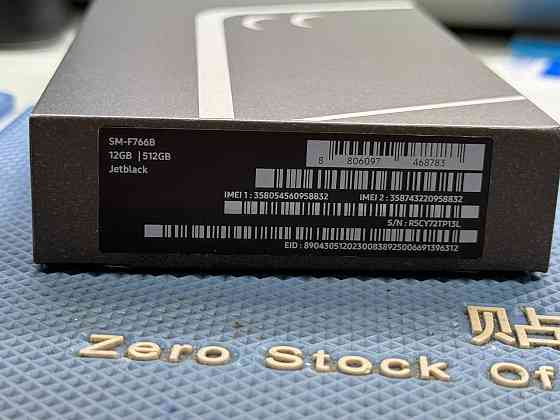 SM-F766B
12GB | 512GB
Jetblack
8 806097 468783
IMEI 1 : 358054560958832 IMEI 2 : 358743220958832
S/N : R5CY72TP13L
EID : 89043051202300838925006691396312
贴
Zero Stock Of